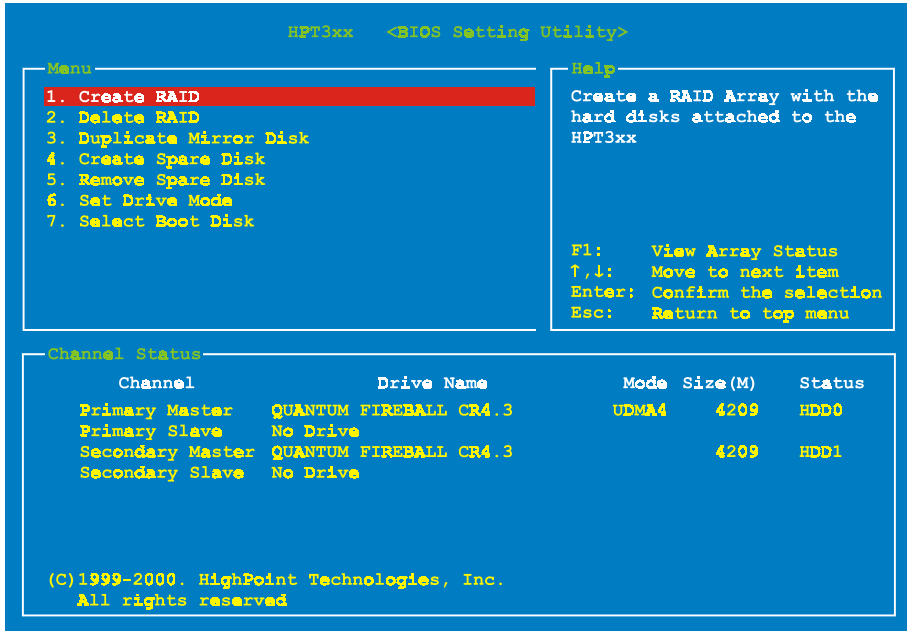 HPT3xx <BIOS Setting Utility>
Menu
1. Create RAID
2. Delete RAID
3. Duplicate Mirror Disk
4. Create Spare Disk
5. Remove Spare Disk
6. Set Drive Mode
7. Select Boot Disk
Help
Create a RAID Array with the
hard disks attached to the
HPT3xx
F1: View Array Status
↑,↓: Move to next item
Enter: Confirm the selection
Esc: Return to top menu
Channel Status
Channel Drive Name Mode Size(M) Status
Primary Master QUANTUM FIREBALL CR4.3 UDMA4 4209 HDD0
Primary Slave No Drive
Secondary Master QUANTUM FIREBALL CR4.3 4209 HDD1
Secondary Slave No Drive
(C)1999-2000. HighPoint Technologies, Inc.
All rights reserved